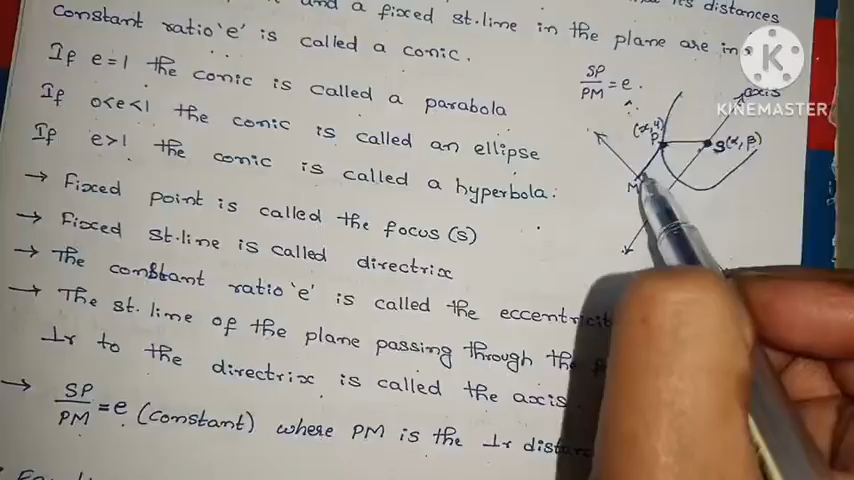 and a fixed st.line in the plane are in
its distances
constant ratio 'e' is called a conic.
If e=1 the conic is called a parabola
If 0<e<1 the conic is called an ellipse
If e>1 the conic is called a hyperbola:
→ Fixed point is called the focus (s)
→ Fixed st.line is called directrix
→ The constant ratio 'e' is called the eccentricit
→ The st. line of the plane passing through the
⊥r to the directrix is called the axis.
→ SP/PM = e (constant) where PM is the ⊥r dista
SP/PM = e.
axis
(x,y)
P
S(α,β)
M
KINEMASTER